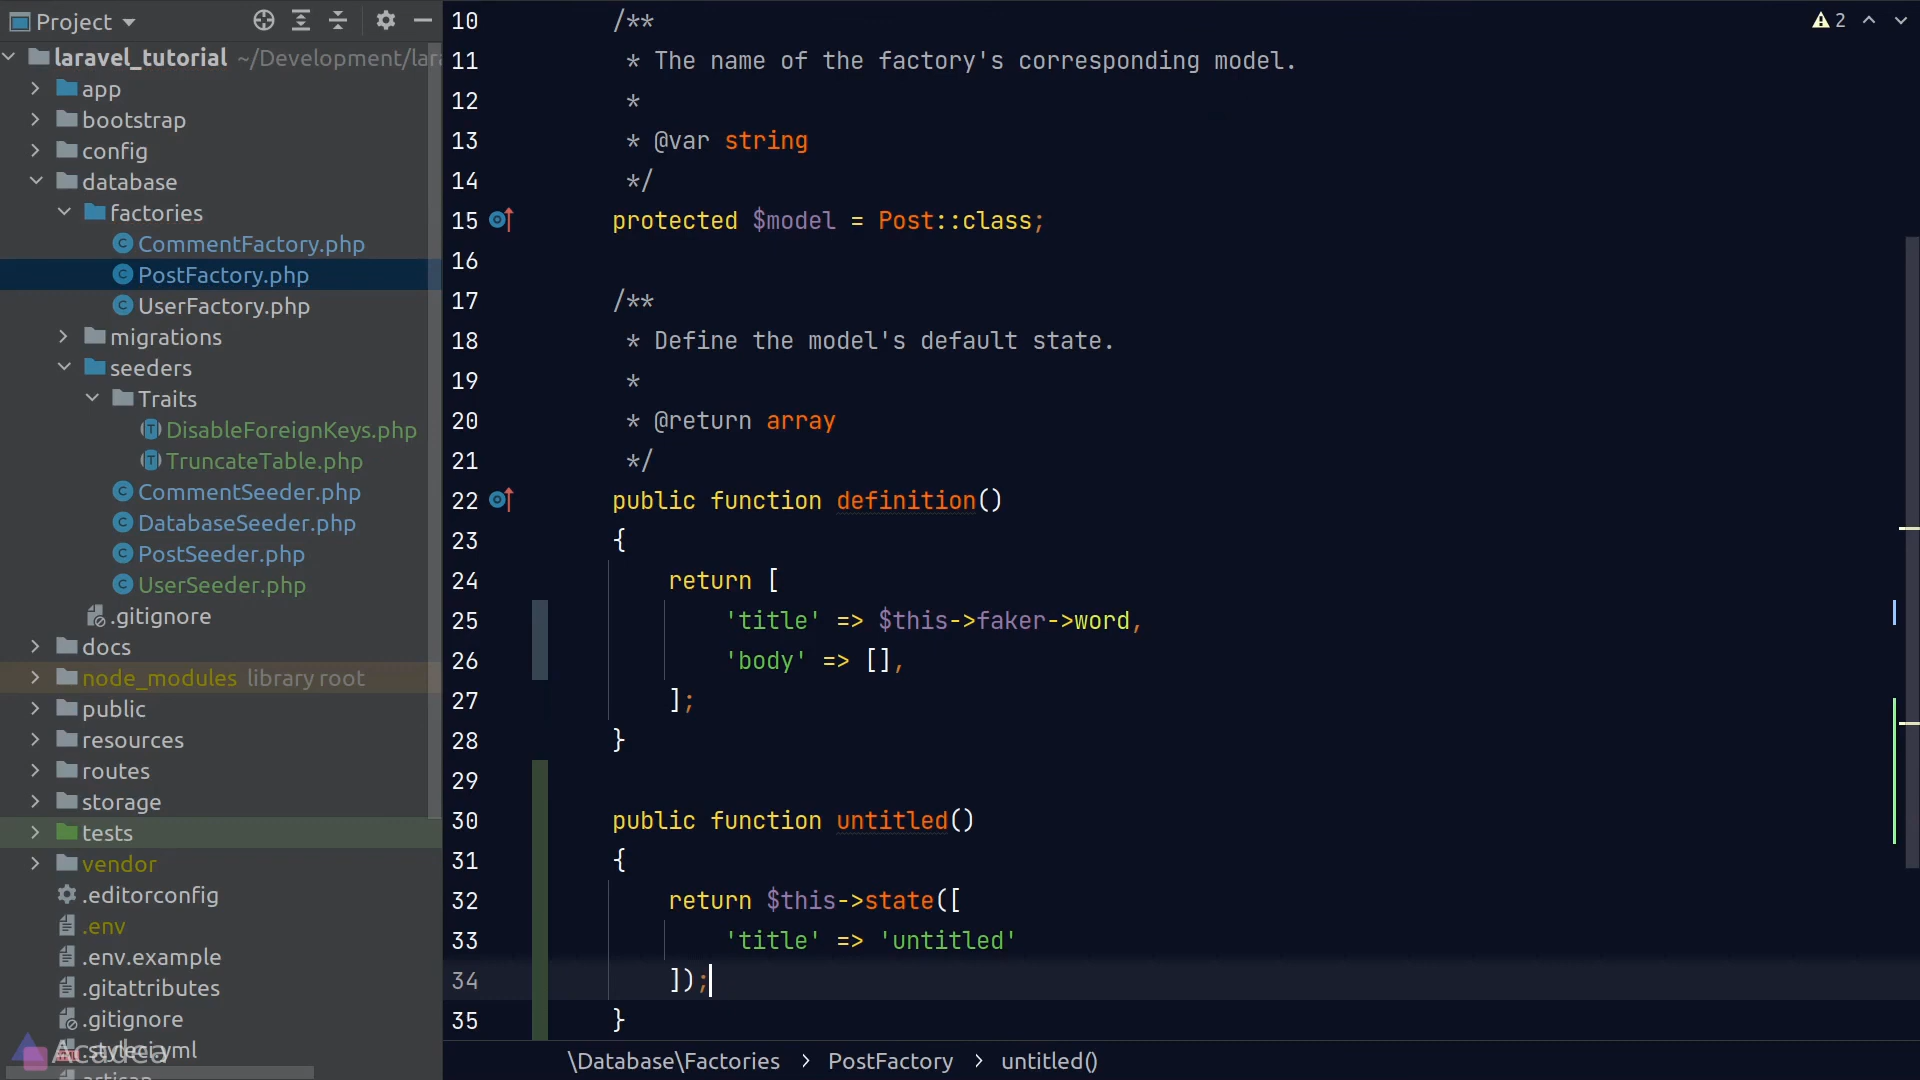 Project
laravel_tutorial ~/Development/lar
app
bootstrap
config
database
factories
CommentFactory.php
PostFactory.php
UserFactory.php
migrations
seeders
Traits
DisableForeignKeys.php
TruncateTable.php
CommentSeeder.php
DatabaseSeeder.php
PostSeeder.php
UserSeeder.php
.gitignore
docs
node_modules library root
public
resources
routes
storage
tests
vendor
.editorconfig
.env
.env.example
.gitattributes
.gitignore
.styleci.yml
artisan
2
10 /**
11 * The name of the factory's corresponding model.
12 *
13 * @var string
14 */
15 protected $model = Post::class;
16
17 /**
18 * Define the model's default state.
19 *
20 * @return array
21 */
22 public function definition()
23 {
24 return [
25 'title' => $this->faker->word,
26 'body' => [],
27 ];
28 }
29
30 public function untitled()
31 {
32 return $this->state([
33 'title' => 'untitled'
34 ]);
35 }
\Database\Factories > PostFactory > untitled()